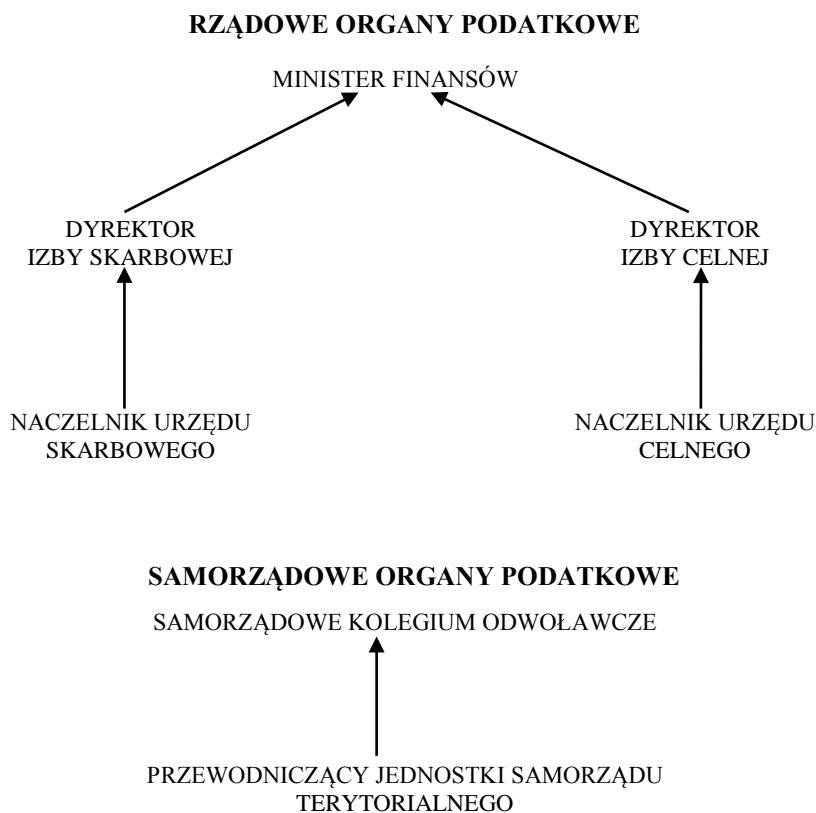 RZĄDOWE ORGANY PODATKOWE
MINISTER FINANSÓW
DYREKTOR
IZBY SKARBOWEJ
DYREKTOR
IZBY CELNEJ
NACZELNIK URZĘDU
SKARBOWEGO
NACZELNIK URZĘDU
CELNEGO
SAMORZĄDOWE ORGANY PODATKOWE
SAMORZĄDOWE KOLEGIUM ODWOŁAWCZE
PRZEWODNICZĄCY JEDNOSTKI SAMORZĄDU
TERYTORIALNEGO